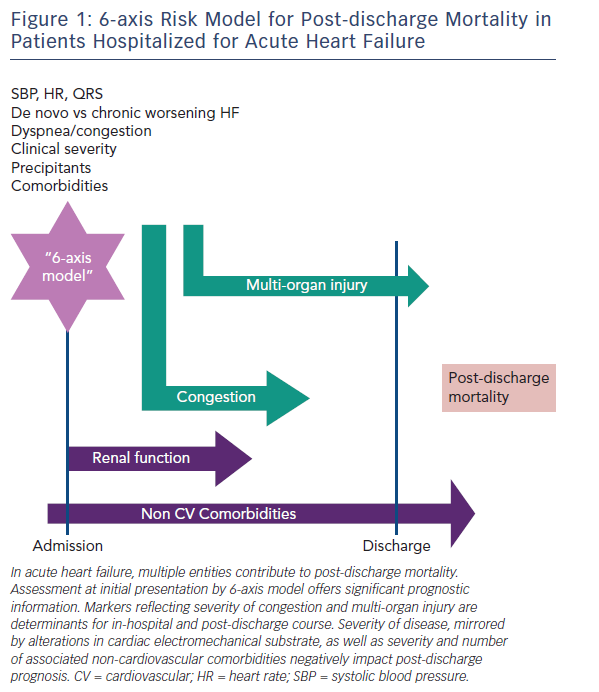 Figure 1: 6-axis Risk Model for Post-discharge Mortality in
Patients Hospitalized for Acute Heart Failure
SBP, HR, QRS
De novo vs chronic worsening HF
Dyspnea/congestion
Clinical severity
Precipitants
Comorbidities
“6-axis
model”
Multi-organ injury
Post-discharge
mortality
Congestion
Renal function
Non CV Comorbidities
Admission
Discharge
In acute heart failure, multiple entities contribute to post-discharge mortality.
Assessment at initial presentation by 6-axis model offers significant prognostic
information. Markers reflecting severity of congestion and multi-organ injury are
determinants for in-hospital and post-discharge course. Severity of disease, mirrored
by alterations in cardiac electromechanical substrate, as well as severity and number
of associated non-cardiovascular comorbidities negatively impact post-discharge
prognosis. CV = cardiovascular; HR = heart rate; SBP = systolic blood pressure.